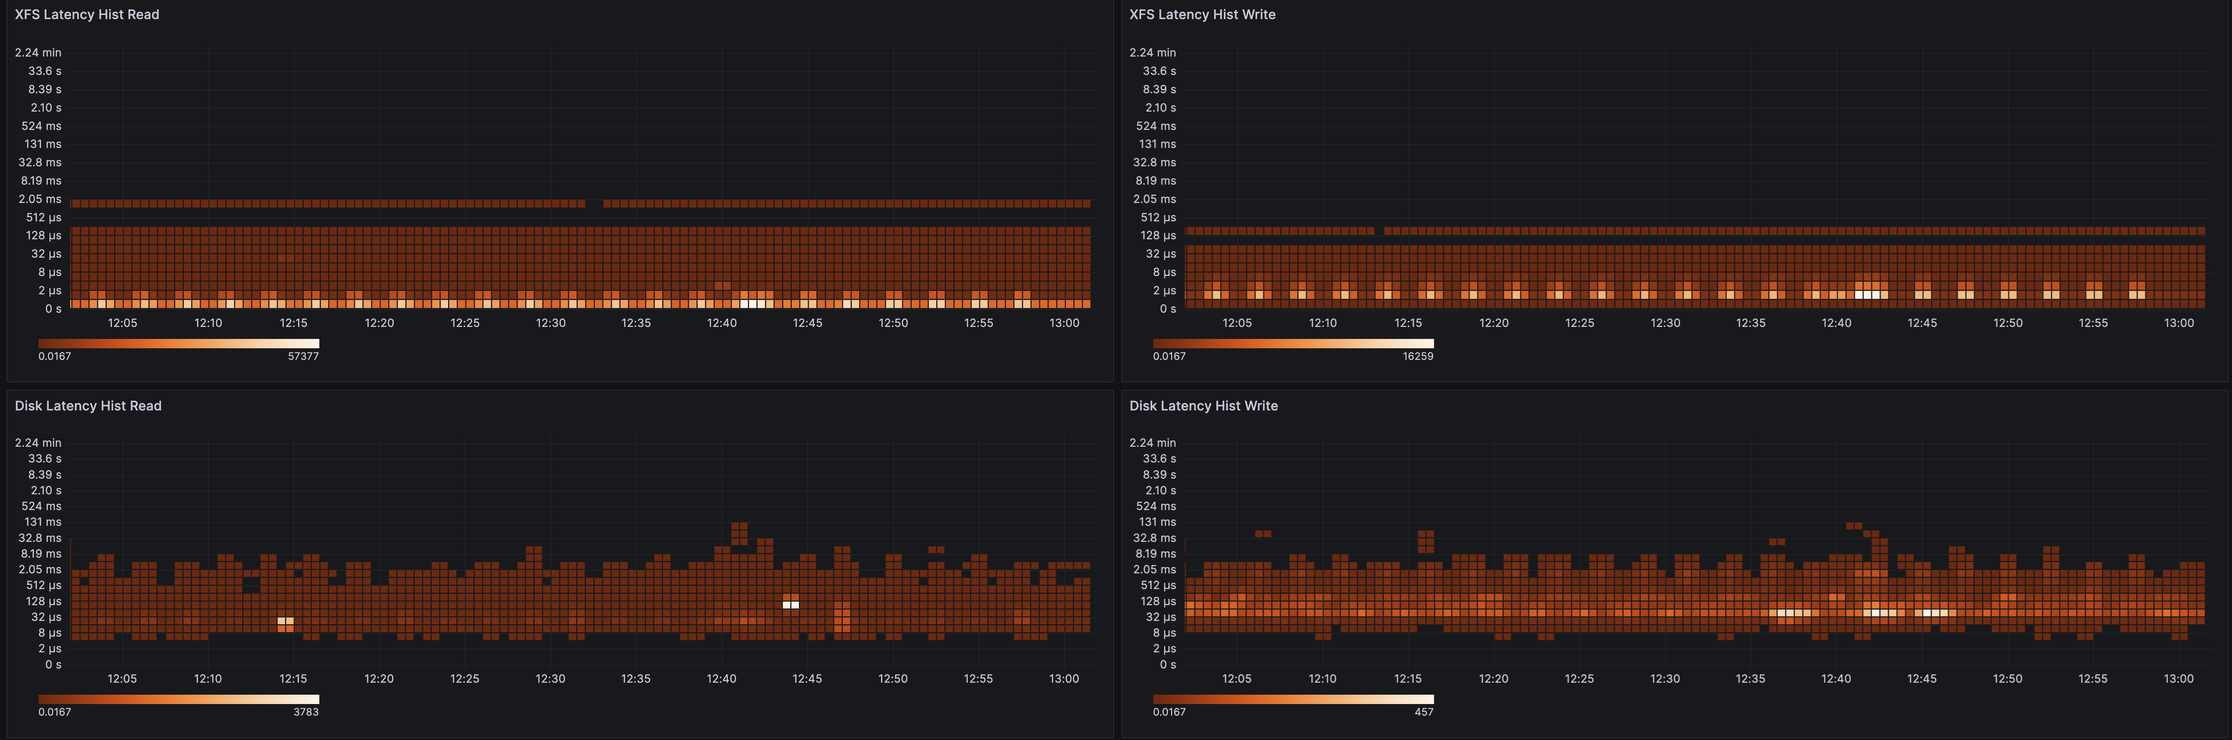 XFS Latency Hist Read
2.24 min
33.6 s
8.39 s
2.10 s
524 ms
131 ms
32.8 ms
8.19 ms
2.05 ms
512 µs
128 µs
32 µs
8 µs
2 µs
0 s
12:05 12:10 12:15 12:20 12:25 12:30 12:35 12:40 12:45 12:50 12:55 13:00
0.0167 57377
XFS Latency Hist Write
2.24 min
33.6 s
8.39 s
2.10 s
524 ms
131 ms
32.8 ms
8.19 ms
2.05 ms
512 µs
128 µs
32 µs
8 µs
2 µs
0 s
12:05 12:10 12:15 12:20 12:25 12:30 12:35 12:40 12:45 12:50 12:55 13:00
0.0167 16259
Disk Latency Hist Read
2.24 min
33.6 s
8.39 s
2.10 s
524 ms
131 ms
32.8 ms
8.19 ms
2.05 ms
512 µs
128 µs
32 µs
8 µs
2 µs
0 s
12:05 12:10 12:15 12:20 12:25 12:30 12:35 12:40 12:45 12:50 12:55 13:00
0.0167 3783
Disk Latency Hist Write
2.24 min
33.6 s
8.39 s
2.10 s
524 ms
131 ms
32.8 ms
8.19 ms
2.05 ms
512 µs
128 µs
32 µs
8 µs
2 µs
0 s
12:05 12:10 12:15 12:20 12:25 12:30 12:35 12:40 12:45 12:50 12:55 13:00
0.0167 457